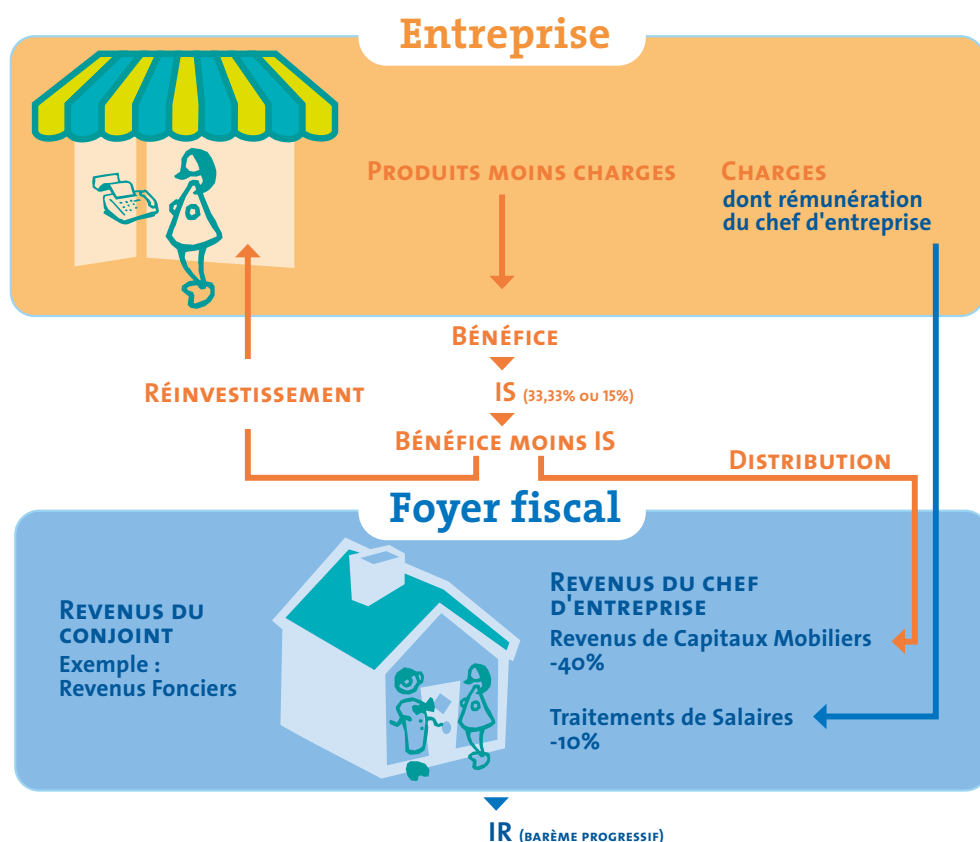 Entreprise
PRODUITS MOINS CHARGES
CHARGES
dont rémunération
du chef d'entreprise
BÉNÉFICE
IS (33,33% OU 15%)
RÉINVESTISSEMENT
BÉNÉFICE MOINS IS
DISTRIBUTION
Foyer fiscal
REVENUS DU
CONJOINT
Exemple :
Revenus Fonciers
REVENUS DU CHEF
D'ENTREPRISE
Revenus de Capitaux Mobiliers
-40%
Traitements de Salaires
-10%
IR (BARÈME PROGRESSIF)